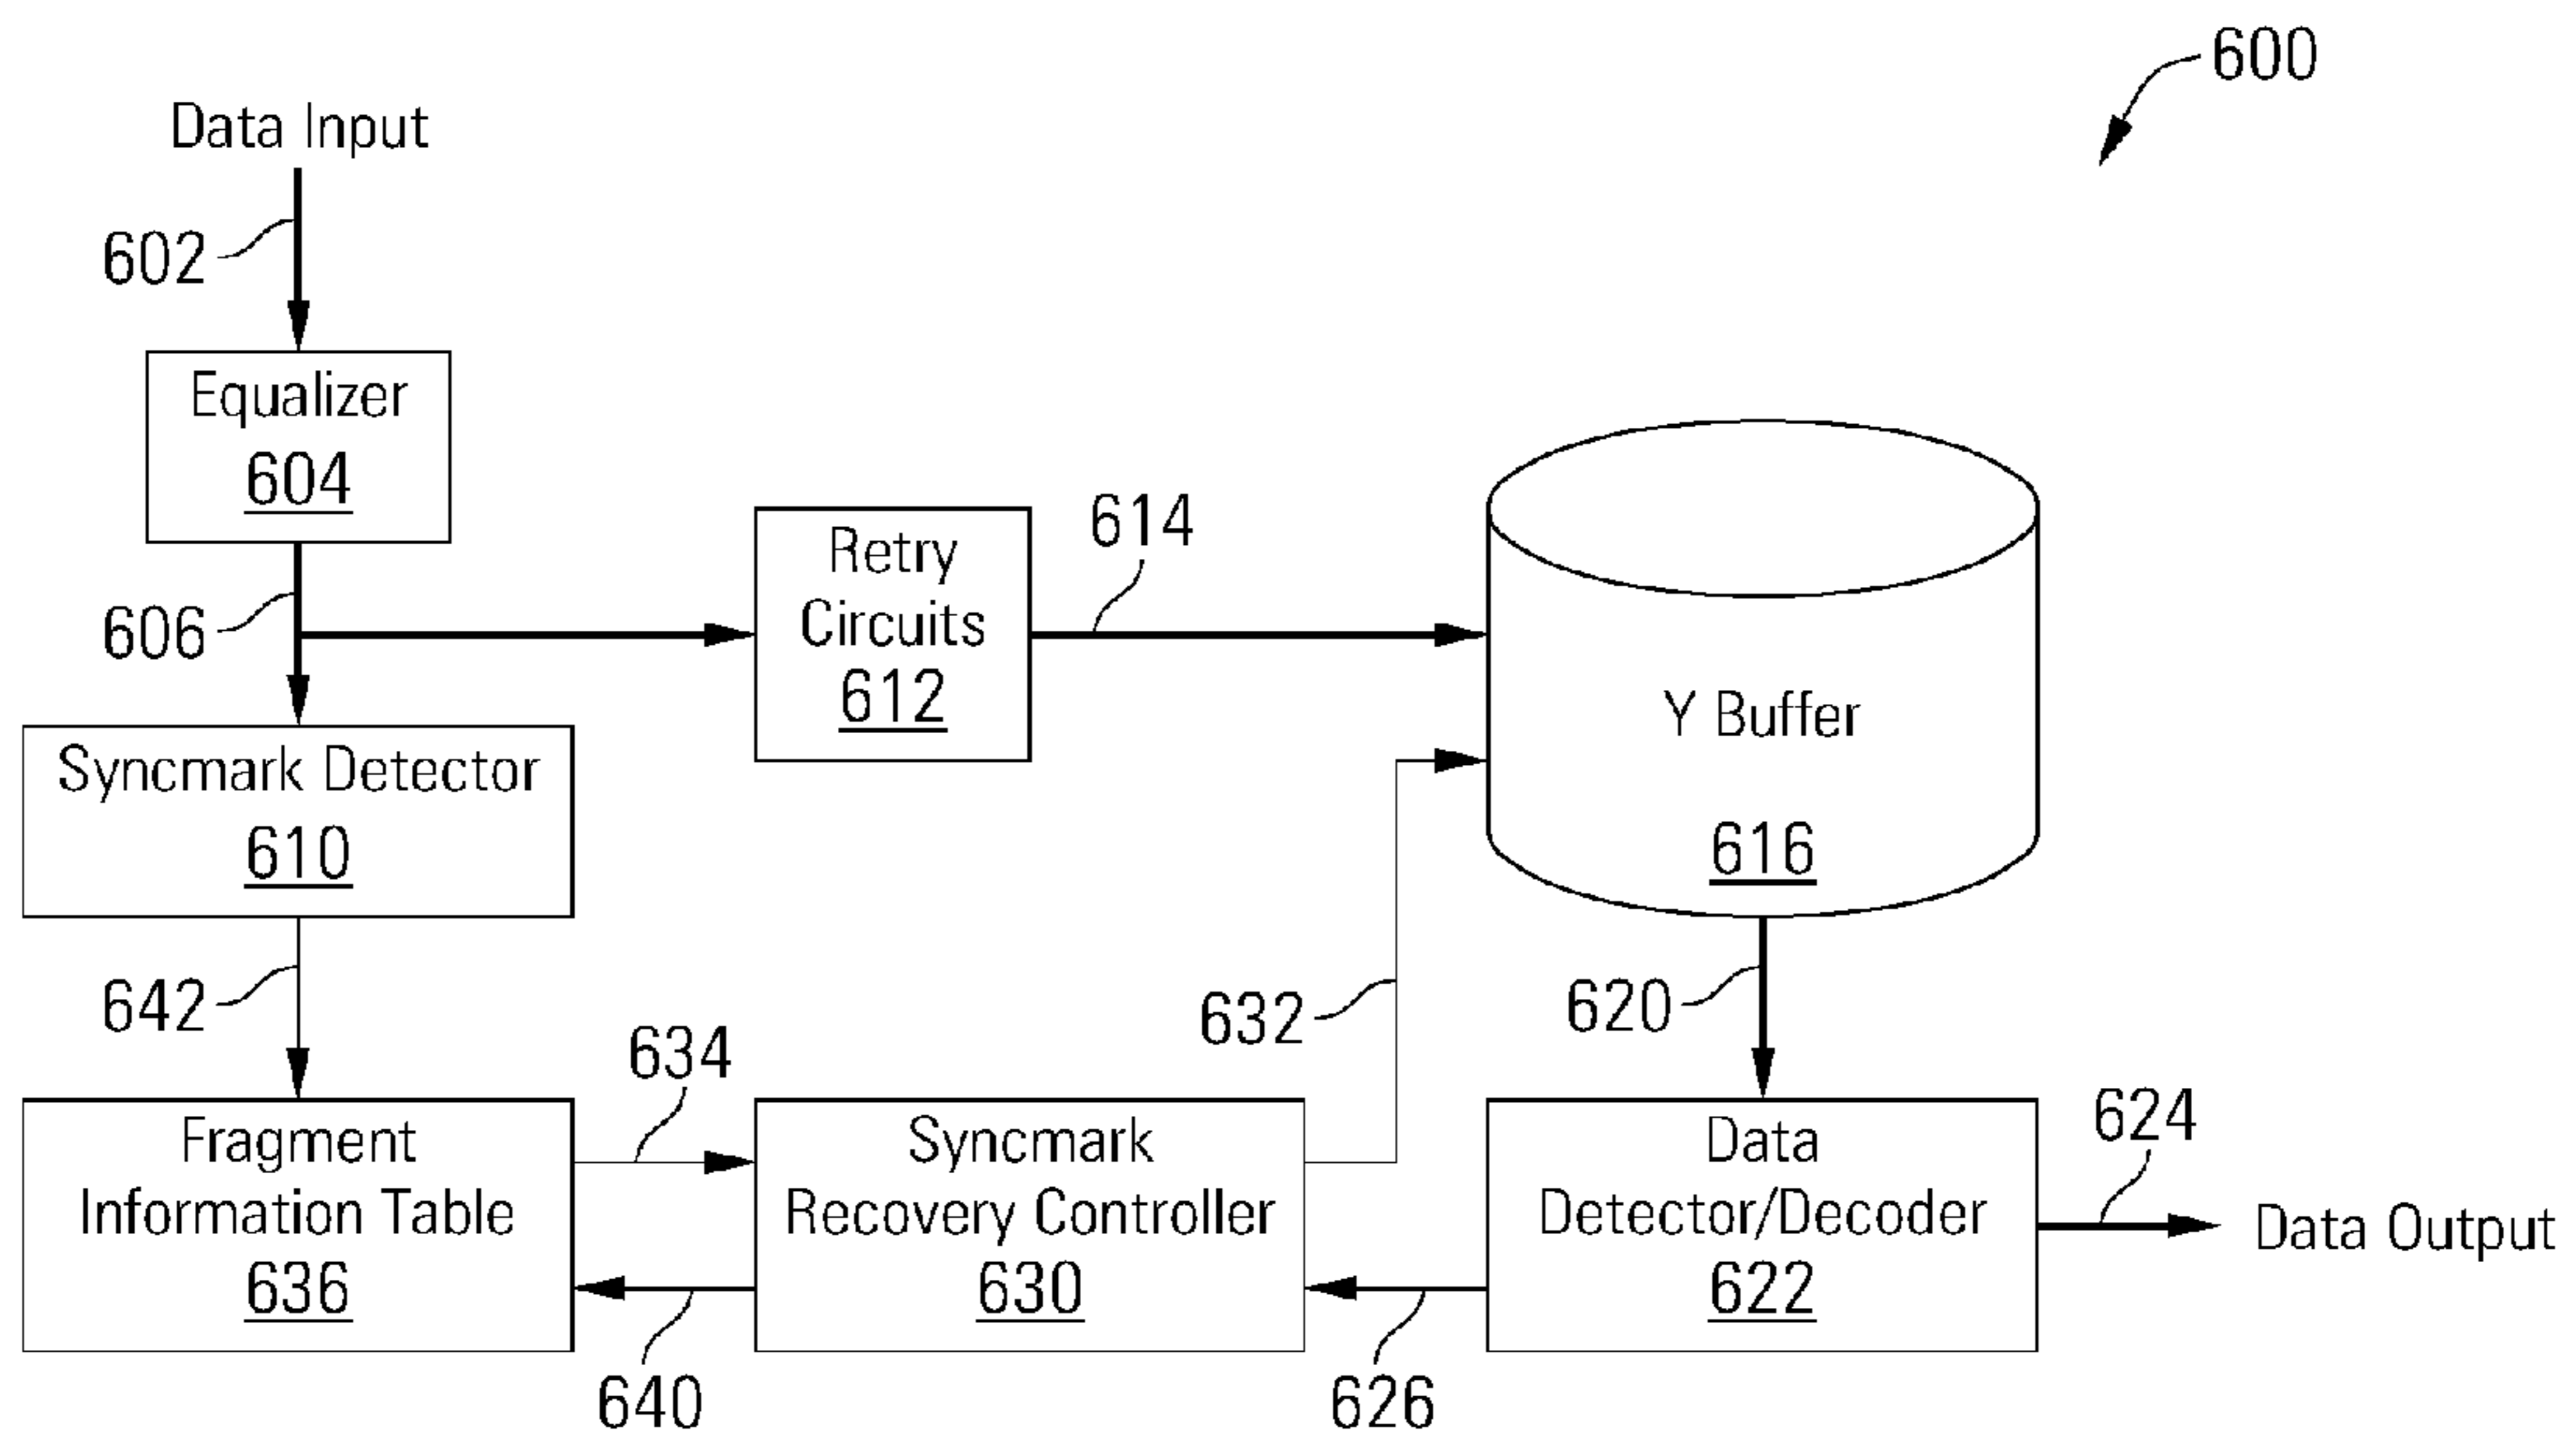 600
Data Input
602
Equalizer
604
606
Retry
Circuits
612
614
Y Buffer
616
Syncmark Detector
610
642
634
632
620
Fragment
Information Table
636
Syncmark
Recovery Controller
630
Data
Detector/Decoder
622
624
Data Output
640
626